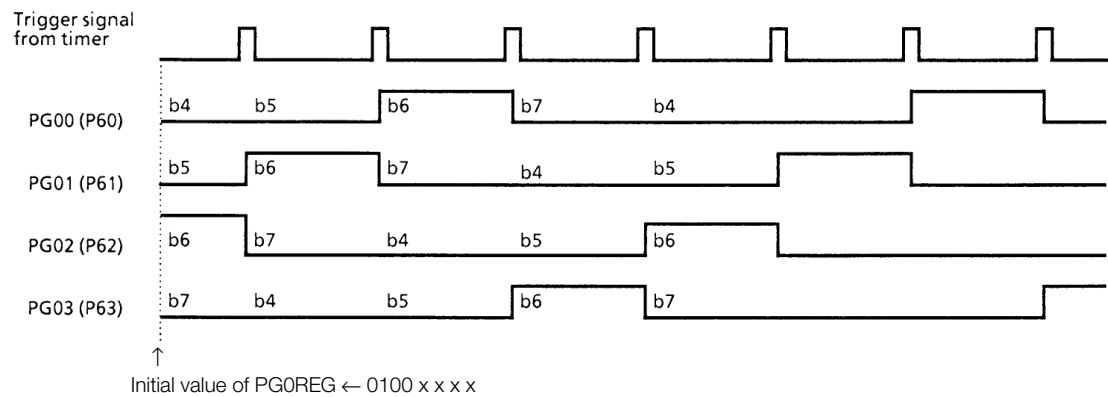 Trigger signal
from timer
PG00 (P60) b4 b5 b6 b7 b4
PG01 (P61) b5 b6 b7 b4 b5
PG02 (P62) b6 b7 b4 b5 b6
PG03 (P63) b7 b4 b5 b6 b7
↑
Initial value of PG0REG ← 0100 x x x x